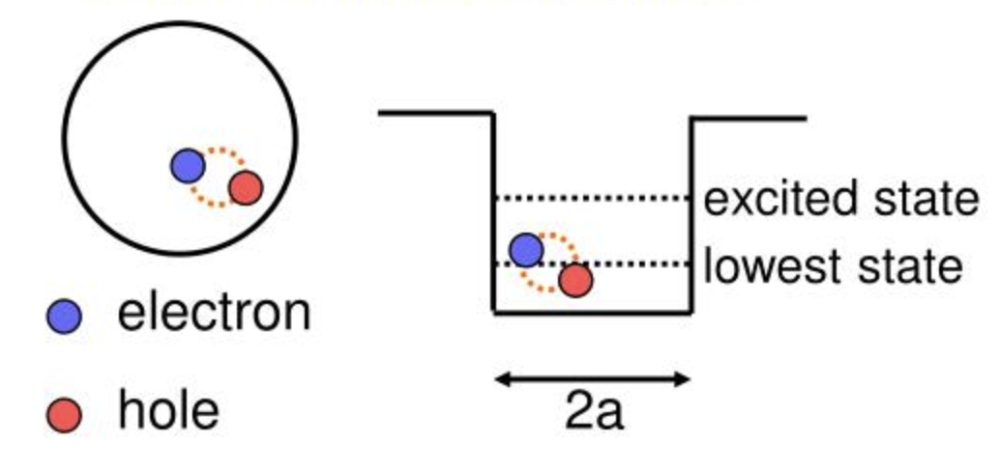 excited state
lowest state
electron
hole
2a